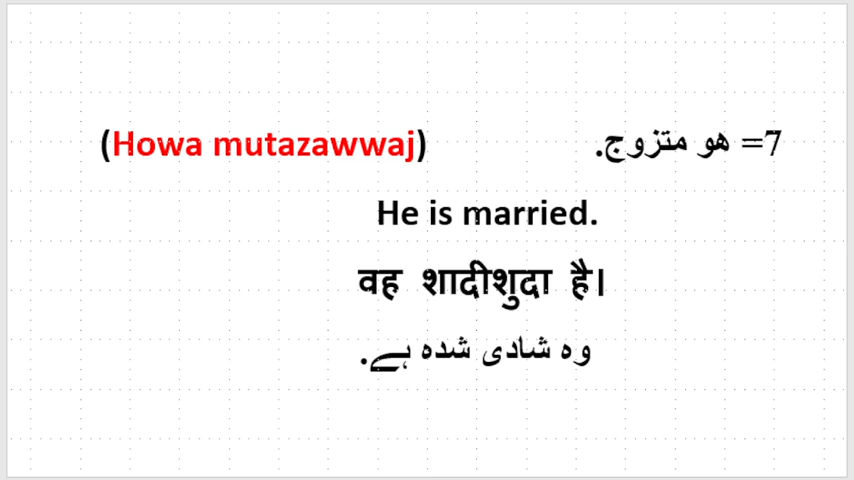 (Howa mutazawwaj) 7= هو متزوج.
He is married.
वह शादीशुदा है।
وہ شادی شدہ ہے.